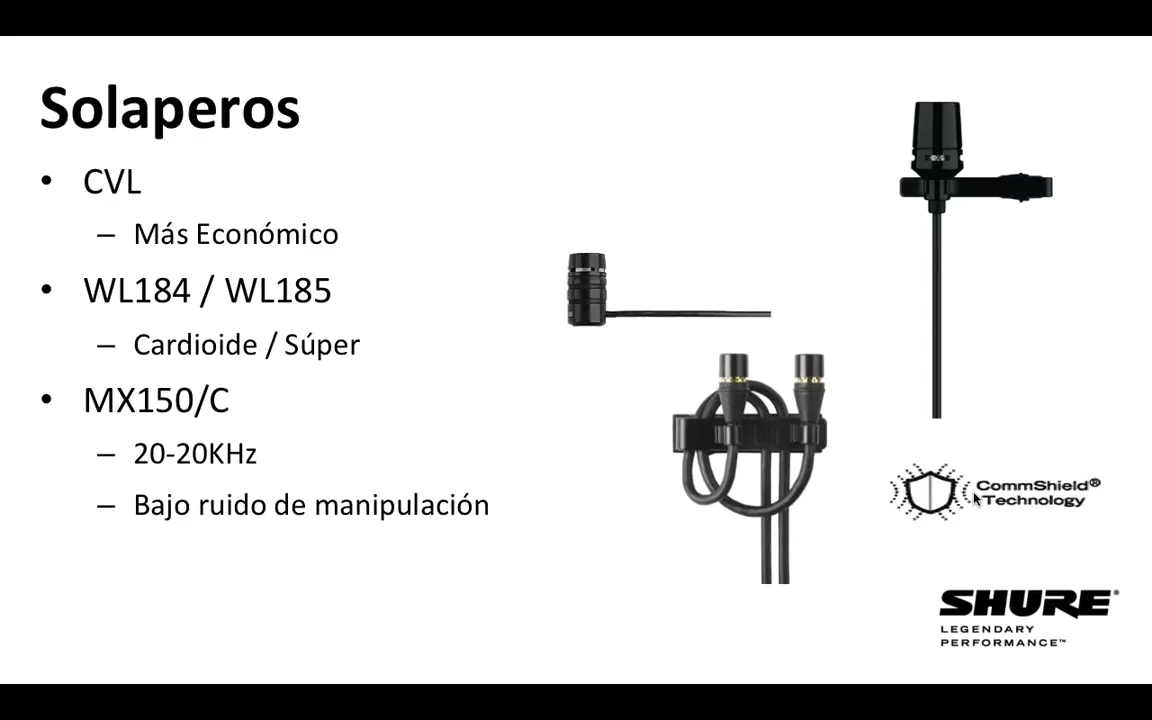 Solaperos
• CVL
– Más Económico
• WL184 / WL185
– Cardioide / Súper
• MX150/C
– 20-20KHz
– Bajo ruido de manipulación
CommShield®
Technology
SHURE®
LEGENDARY
PERFORMANCE™